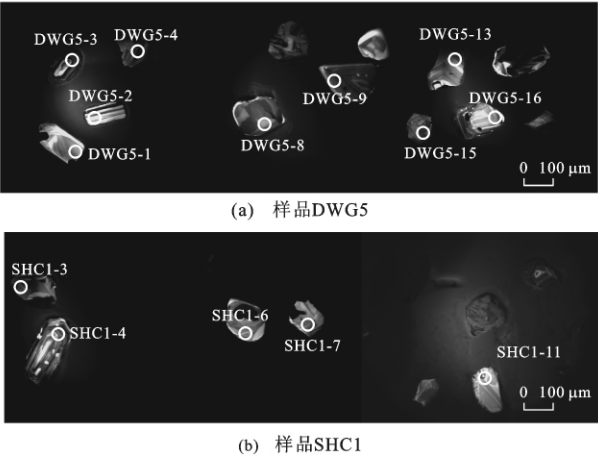 DWG5-3
DWG5-4
DWG5-13
DWG5-2
DWG5-9
DWG5-16
DWG5-1
DWG5-8
DWG5-15
0 100 μm
(a) 样品DWG5
SHC1-3
SHC1-4
SHC1-6
SHC1-7
SHC1-11
0 100 μm
(b) 样品SHC1